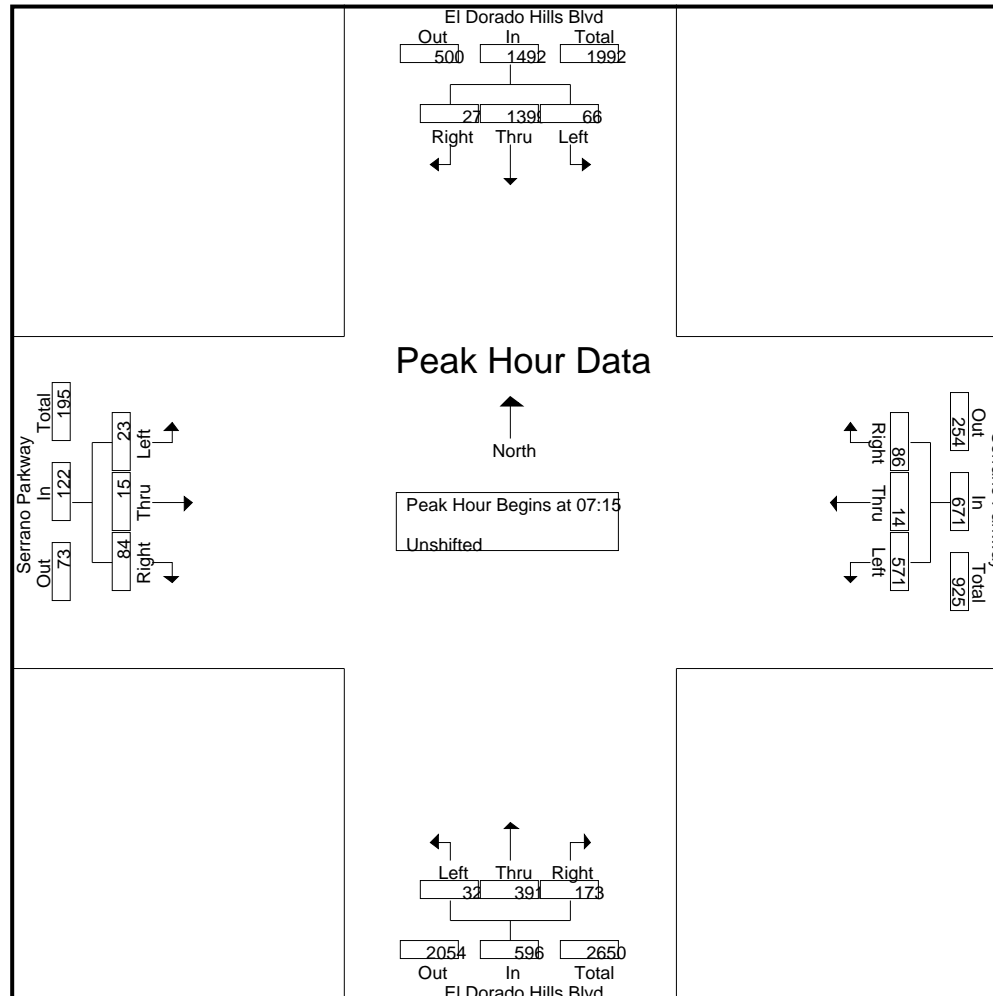 El Dorado Hills Blvd
Out In Total
500 1492 1992
27 1399 66
Right Thru Left
Peak Hour Data
North
Peak Hour Begins at 07:15
Unshifted
Serrano Parkway
Total In Out
195 122 73
23 15 84
Left Thru Right
Right Thru Left
86 14 571
254 671 925
Out In Total
Left Thru Right
32 391 173
2054 596 2650
Out In Total
El Dorado Hills Blvd